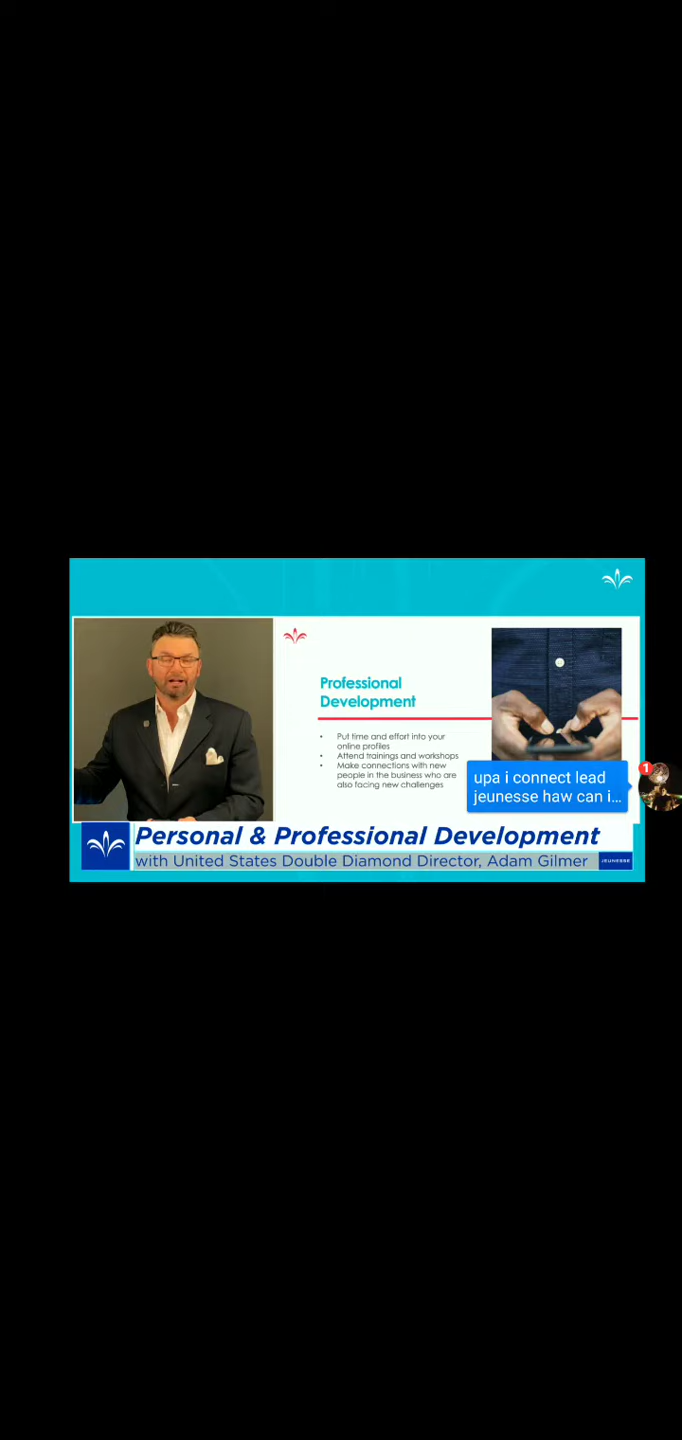 Professional
Development
• Put time and effort into your
online profiles
• Attend trainings and workshops
• Make connections with new
people in the business who are
also facing new challenges
1
upa i connect lead
jeunesse haw can i...
Personal & Professional Development
with United States Double Diamond Director, Adam Gilmer
JEUNESSE